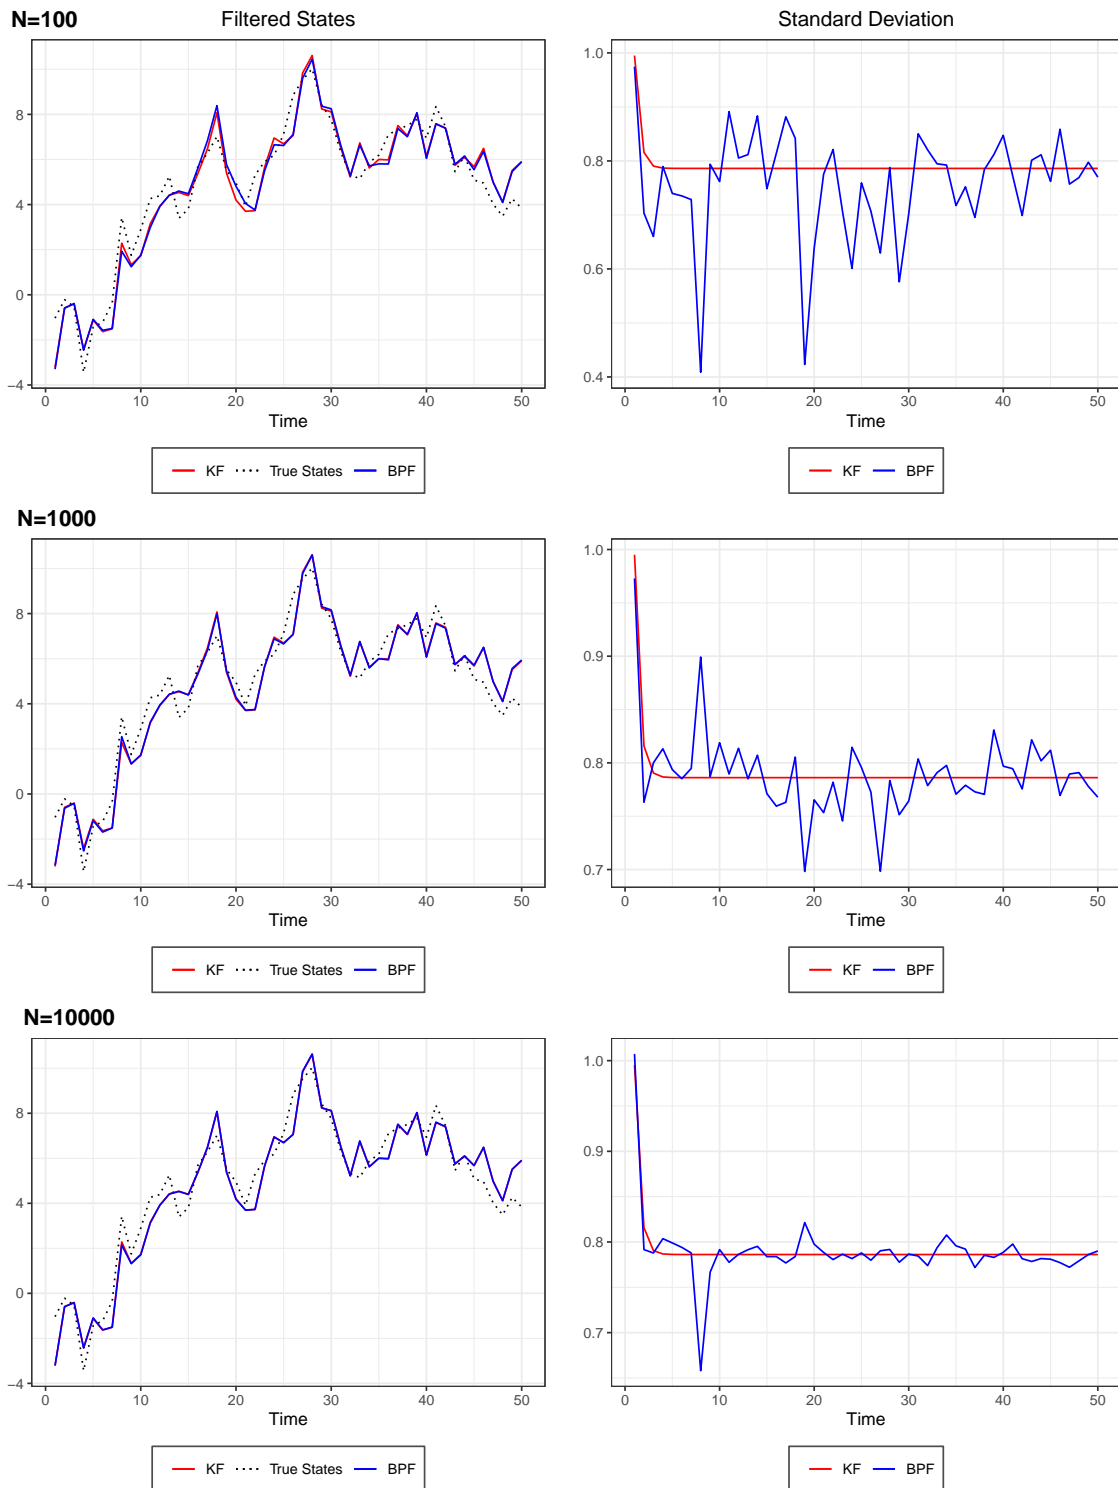 N=100 Filtered States Standard Deviation
8
4
0
−4
0 10 20 30 40 50
Time
KF True States BPF
1.0
0.8
0.6
0.4
0 10 20 30 40 50
Time
KF BPF
N=1000
8
4
0
−4
0 10 20 30 40 50
Time
KF True States BPF
1.0
0.9
0.8
0.7
0 10 20 30 40 50
Time
KF BPF
N=10000
8
4
0
−4
0 10 20 30 40 50
Time
KF True States BPF
1.0
0.9
0.8
0.7
0 10 20 30 40 50
Time
KF BPF